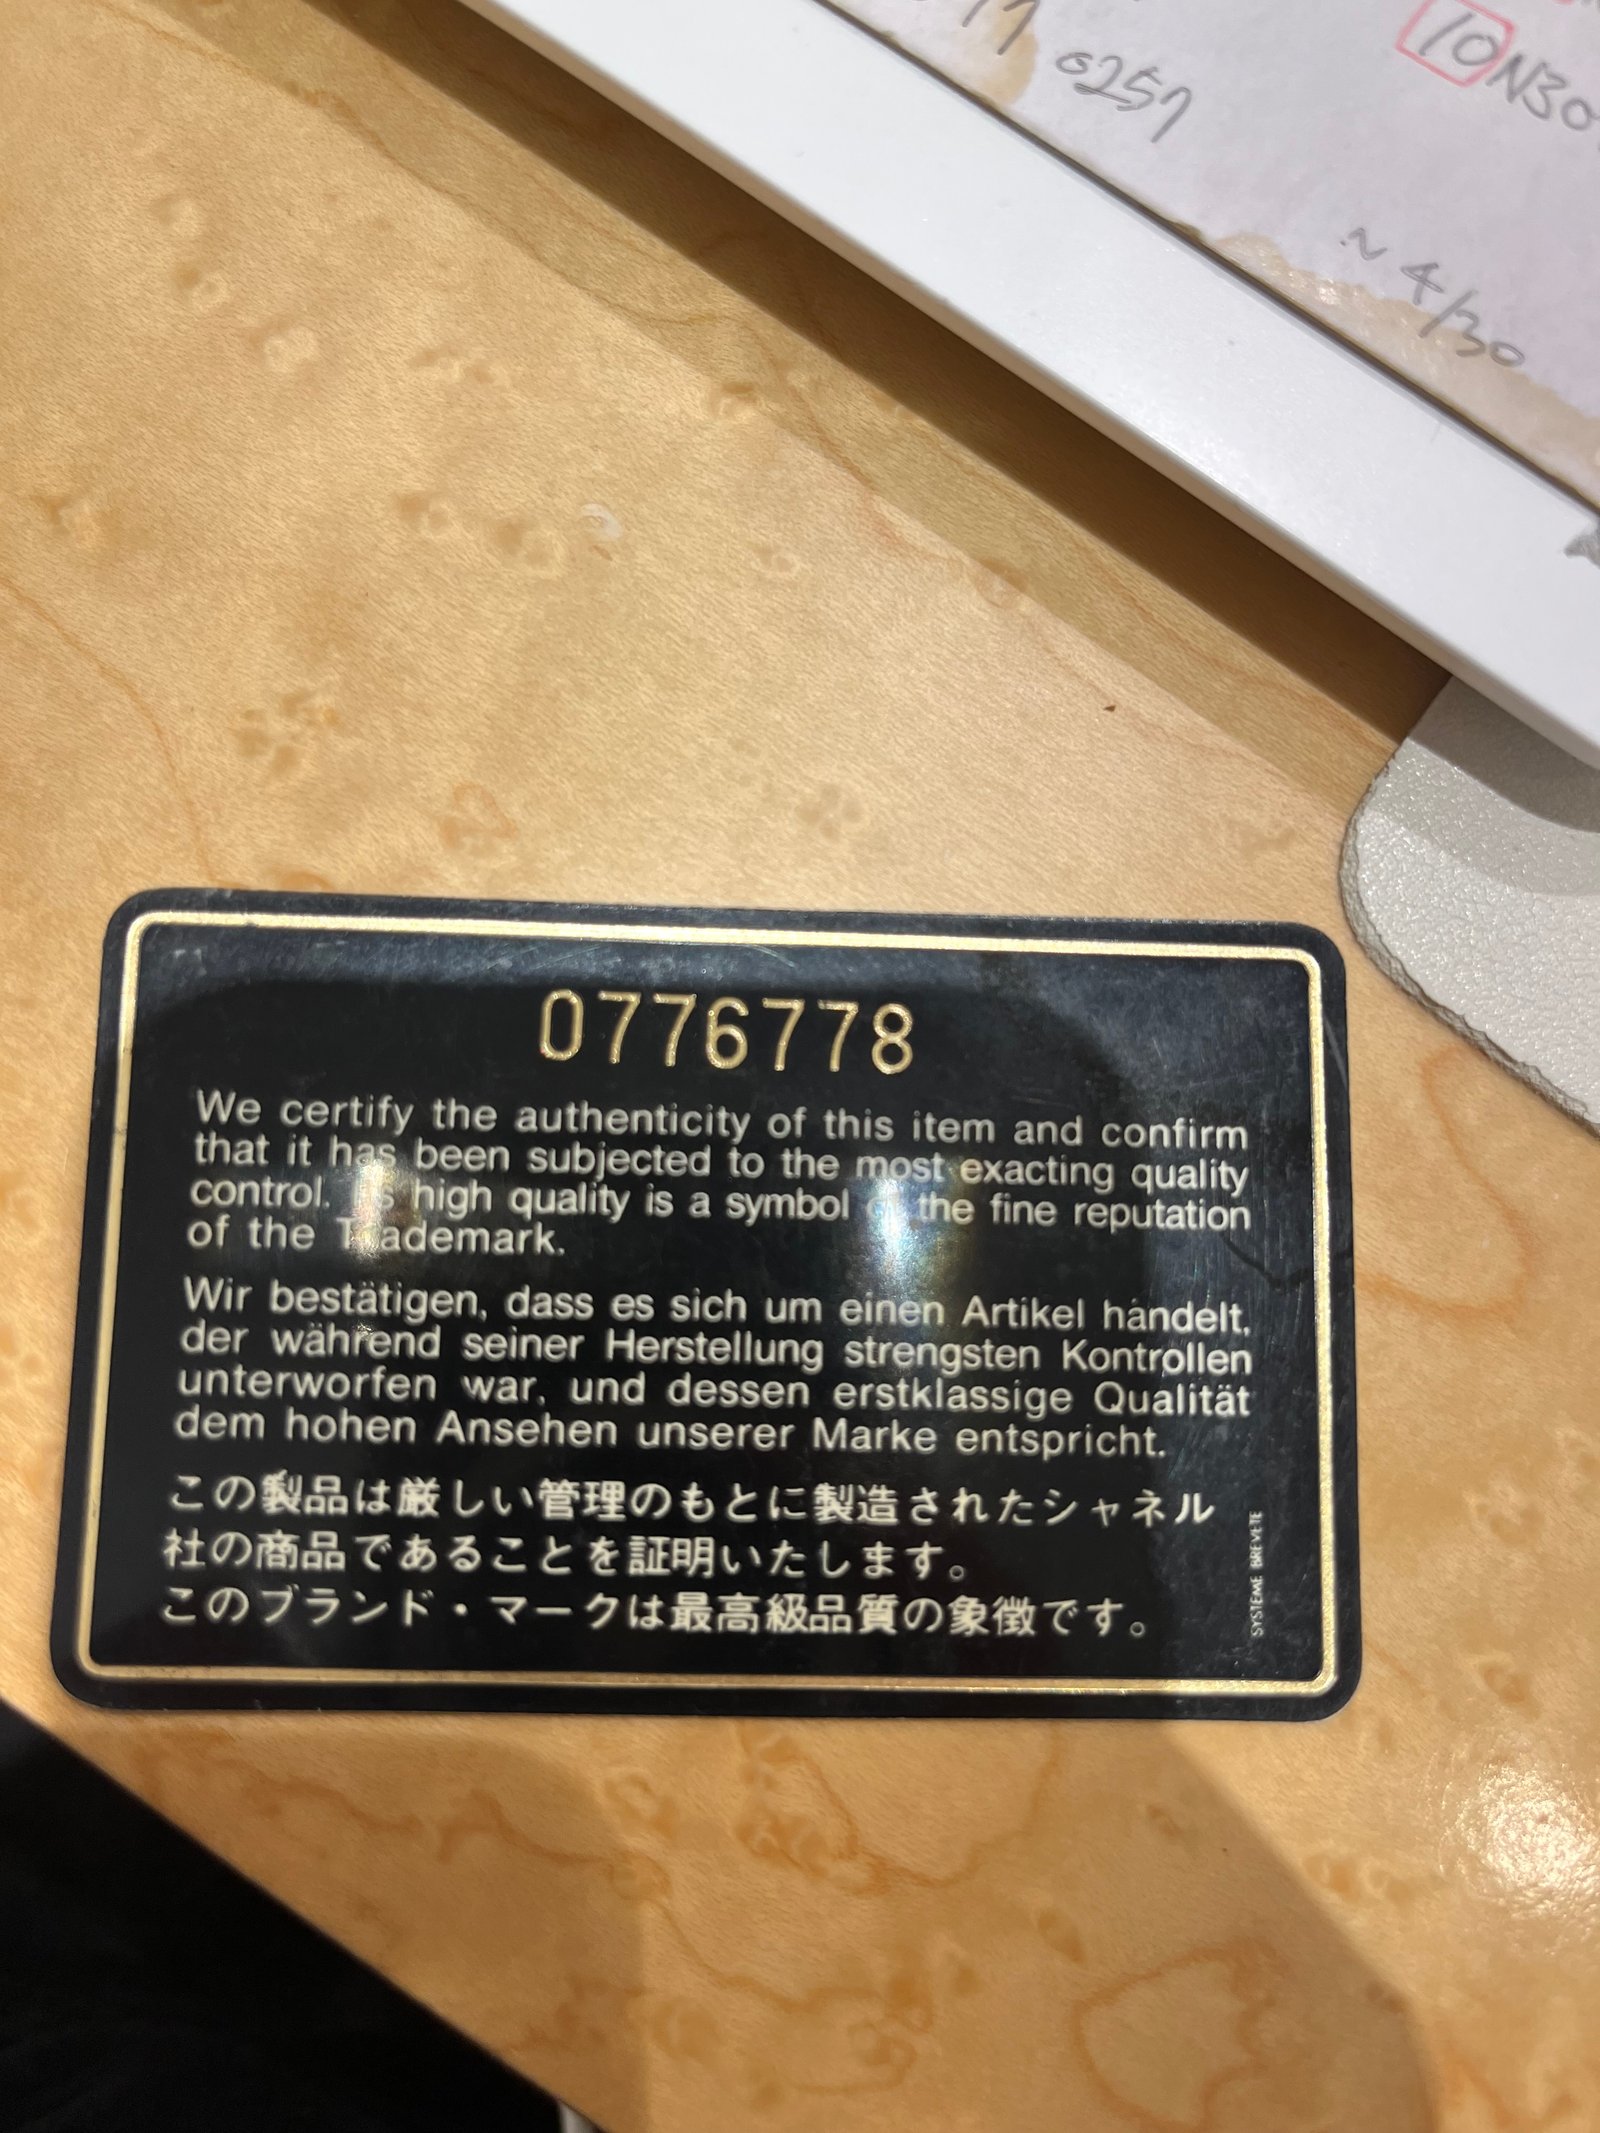 0257
10N30
~4/30
0776778
We certify the authenticity of this item and confirm
that it has been subjected to the most exacting quality
control. high quality is a symbol the fine reputation
of the Trademark.
Wir bestätigen, dass es sich um einen Artikel handelt,
der während seiner Herstellung strengsten Kontrollen
unterworfen war, und dessen erstklassige Qualität
dem hohen Ansehen unserer Marke entspricht.
この製品は厳しい管理のもとに製造されたシャネル
社の商品であることを証明いたします。
このブランド・マークは最高級品質の象徴です。
SYSTEME BREVETE